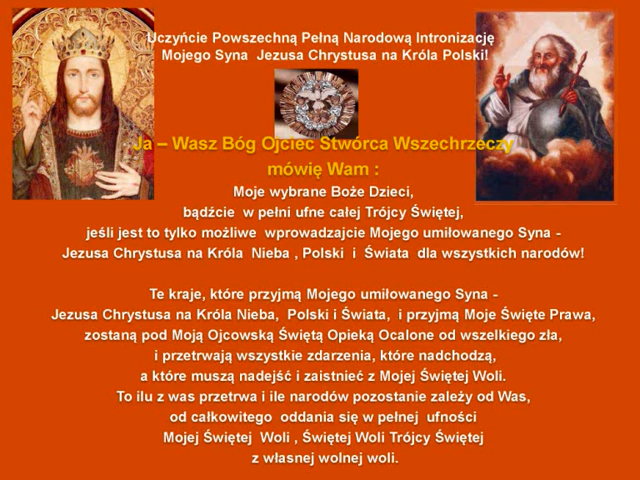 Uczyńcie Powszechną Pełną Narodową Intronizację
Mojego Syna Jezusa Chrystusa na Króla Polski!
Ja – Wasz Bóg Ojciec Stwórca Wszechrzeczy
mówię Wam :
Moje wybrane Boże Dzieci,
bądźcie w pełni ufne całej Trójcy Świętej,
jeśli jest to tylko możliwe wprowadzajcie Mojego umiłowanego Syna -
Jezusa Chrystusa na Króla Nieba , Polski i Świata dla wszystkich narodów!
Te kraje, które przyjmą Mojego umiłowanego Syna -
Jezusa Chrystusa na Króla Nieba, Polski i Świata, i przyjmą Moje Święte Prawa,
zostaną pod Moją Ojcowską Świętą Opieką Ocalone od wszelkiego zła,
i przetrwają wszystkie zdarzenia, które nadchodzą,
a które muszą nadejść i zaistnieć z Mojej Świętej Woli.
To ilu z was przetrwa i ile narodów pozostanie zależy od Was,
od całkowitego oddania się w pełnej ufności
Mojej Świętej Woli , Świętej Woli Trójcy Świętej
z własnej wolnej woli.